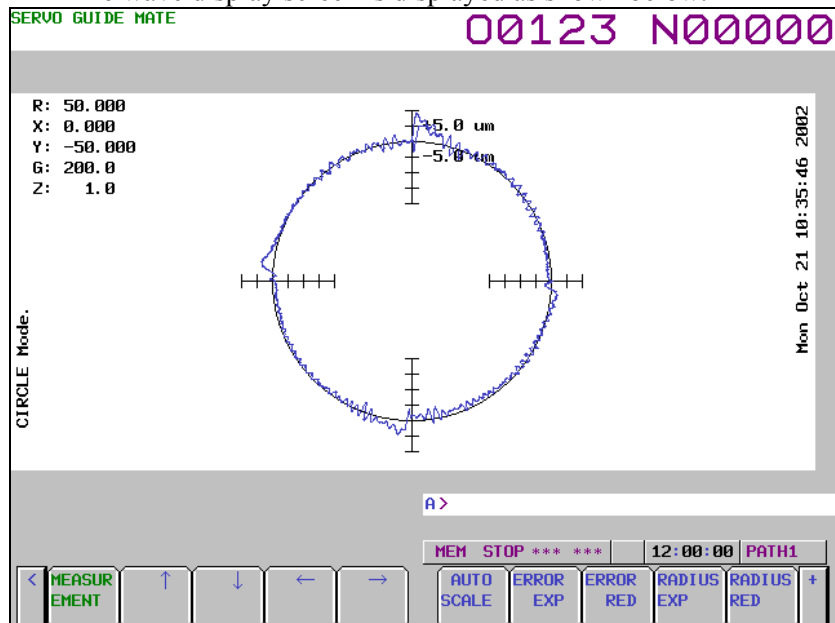 SERVO GUIDE MATE
O0123 N00000
R: 50.000
X: 0.000
Y: -50.000
G: 200.0
Z: 1.0
+5.0 um
-5.0 um
Mon Oct 21 10:35:46 2002
CIRCLE Mode.
A>
MEM STOP *** *** 12:00:00 PATH1
< MEASUREMENT ↑ ↓ ← → AUTO SCALE ERROR EXP ERROR RED RADIUS EXP RADIUS RED +